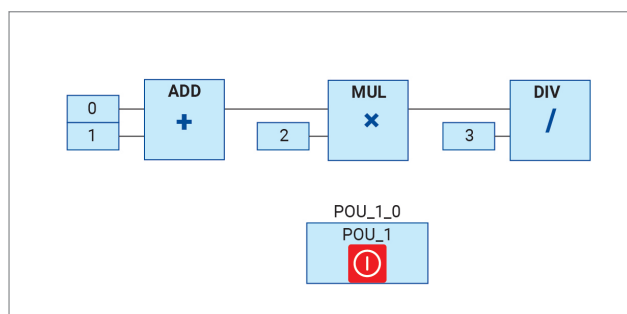 ADD MUL DIV
0 + × /
1 2 3
POU_1_0
POU_1